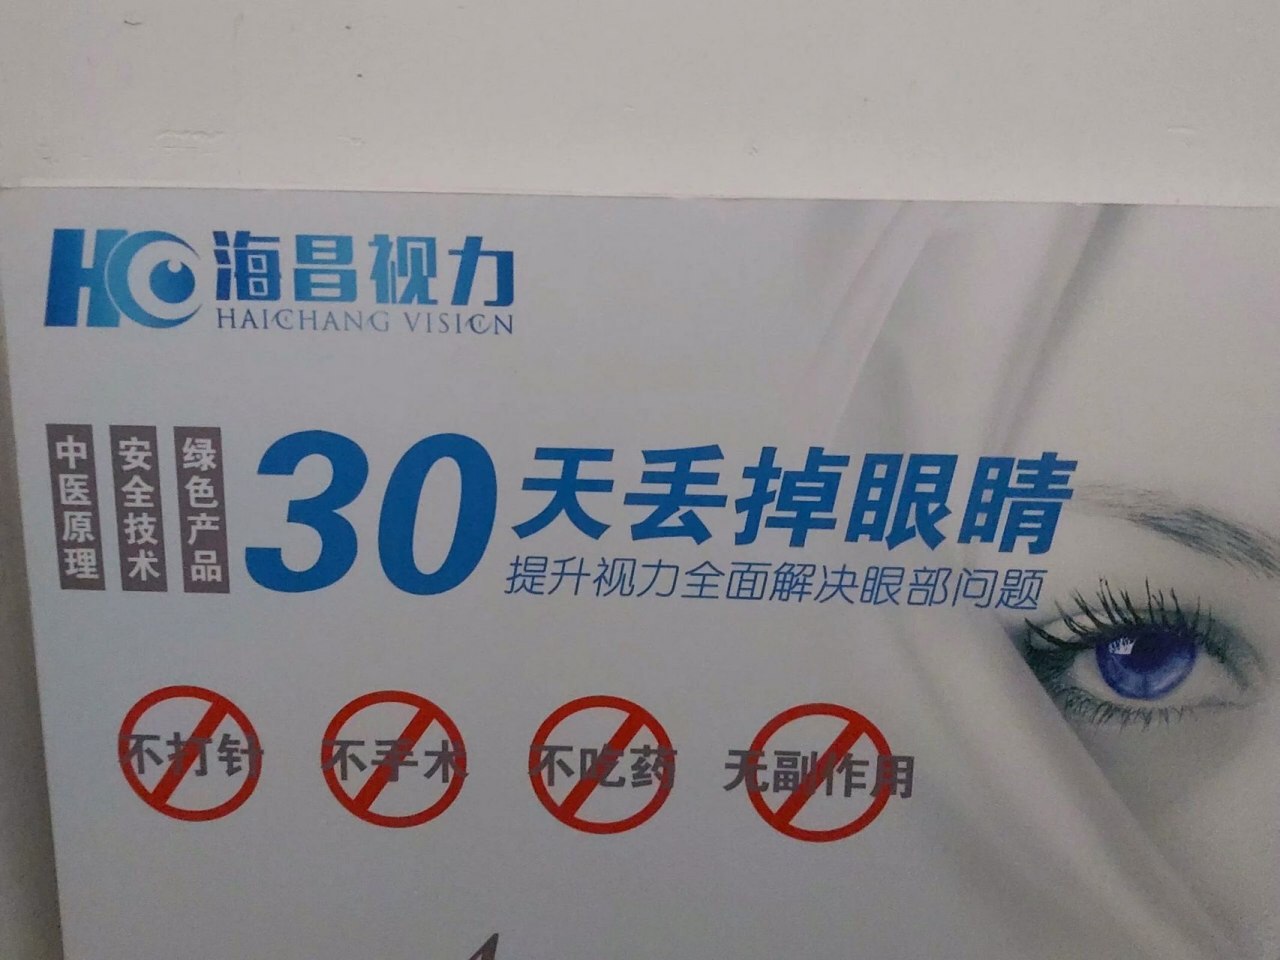 HC 海昌视力
HAICHANG VISION
中医原理
安全技术
绿色产品
30天丢掉眼睛
提升视力全面解决眼部问题
不打针 不手术 不吃药 无副作用